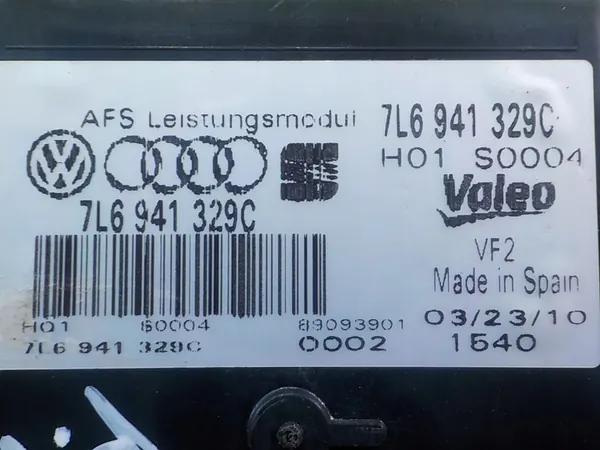 AFS Leistungsmodul
7L6 941 329C
H01 S0004
7L6 941 329C
Valeo
VF2
Made in Spain
H01 S0004 89093901
03/23/10
7L6 941 329C 0002
1540